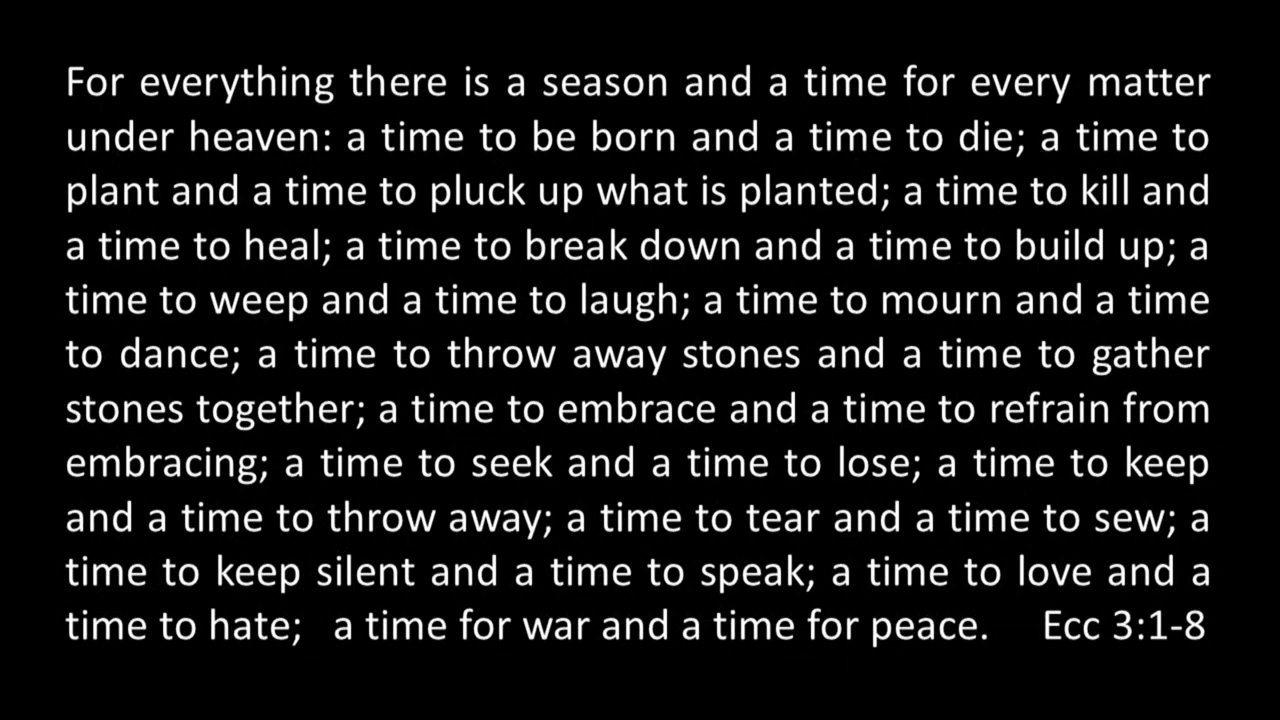 For everything there is a season and a time for every matter
under heaven: a time to be born and a time to die; a time to
plant and a time to pluck up what is planted; a time to kill and
a time to heal; a time to break down and a time to build up; a
time to weep and a time to laugh; a time to mourn and a time
to dance; a time to throw away stones and a time to gather
stones together; a time to embrace and a time to refrain from
embracing; a time to seek and a time to lose; a time to keep
and a time to throw away; a time to tear and a time to sew; a
time to keep silent and a time to speak; a time to love and a
time to hate; a time for war and a time for peace. Ecc 3:1-8